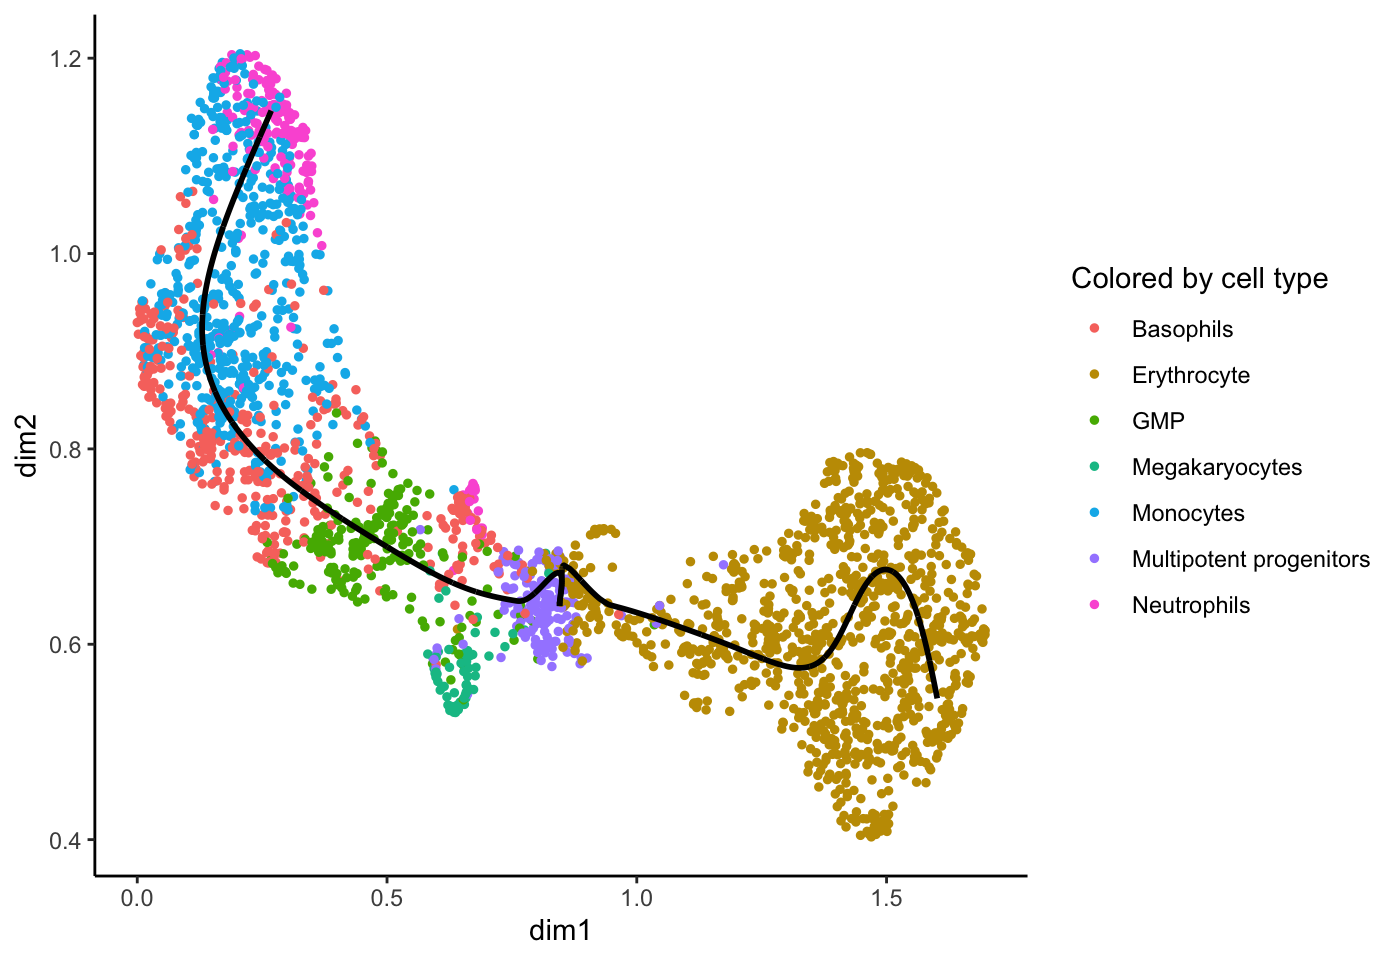 1.2
1.0
0.8
0.6
0.4
dim2
0.0
0.5
1.0
1.5
dim1
Colored by cell type
Basophils
Erythrocyte
GMP
Megakaryocytes
Monocytes
Multipotent progenitors
Neutrophils